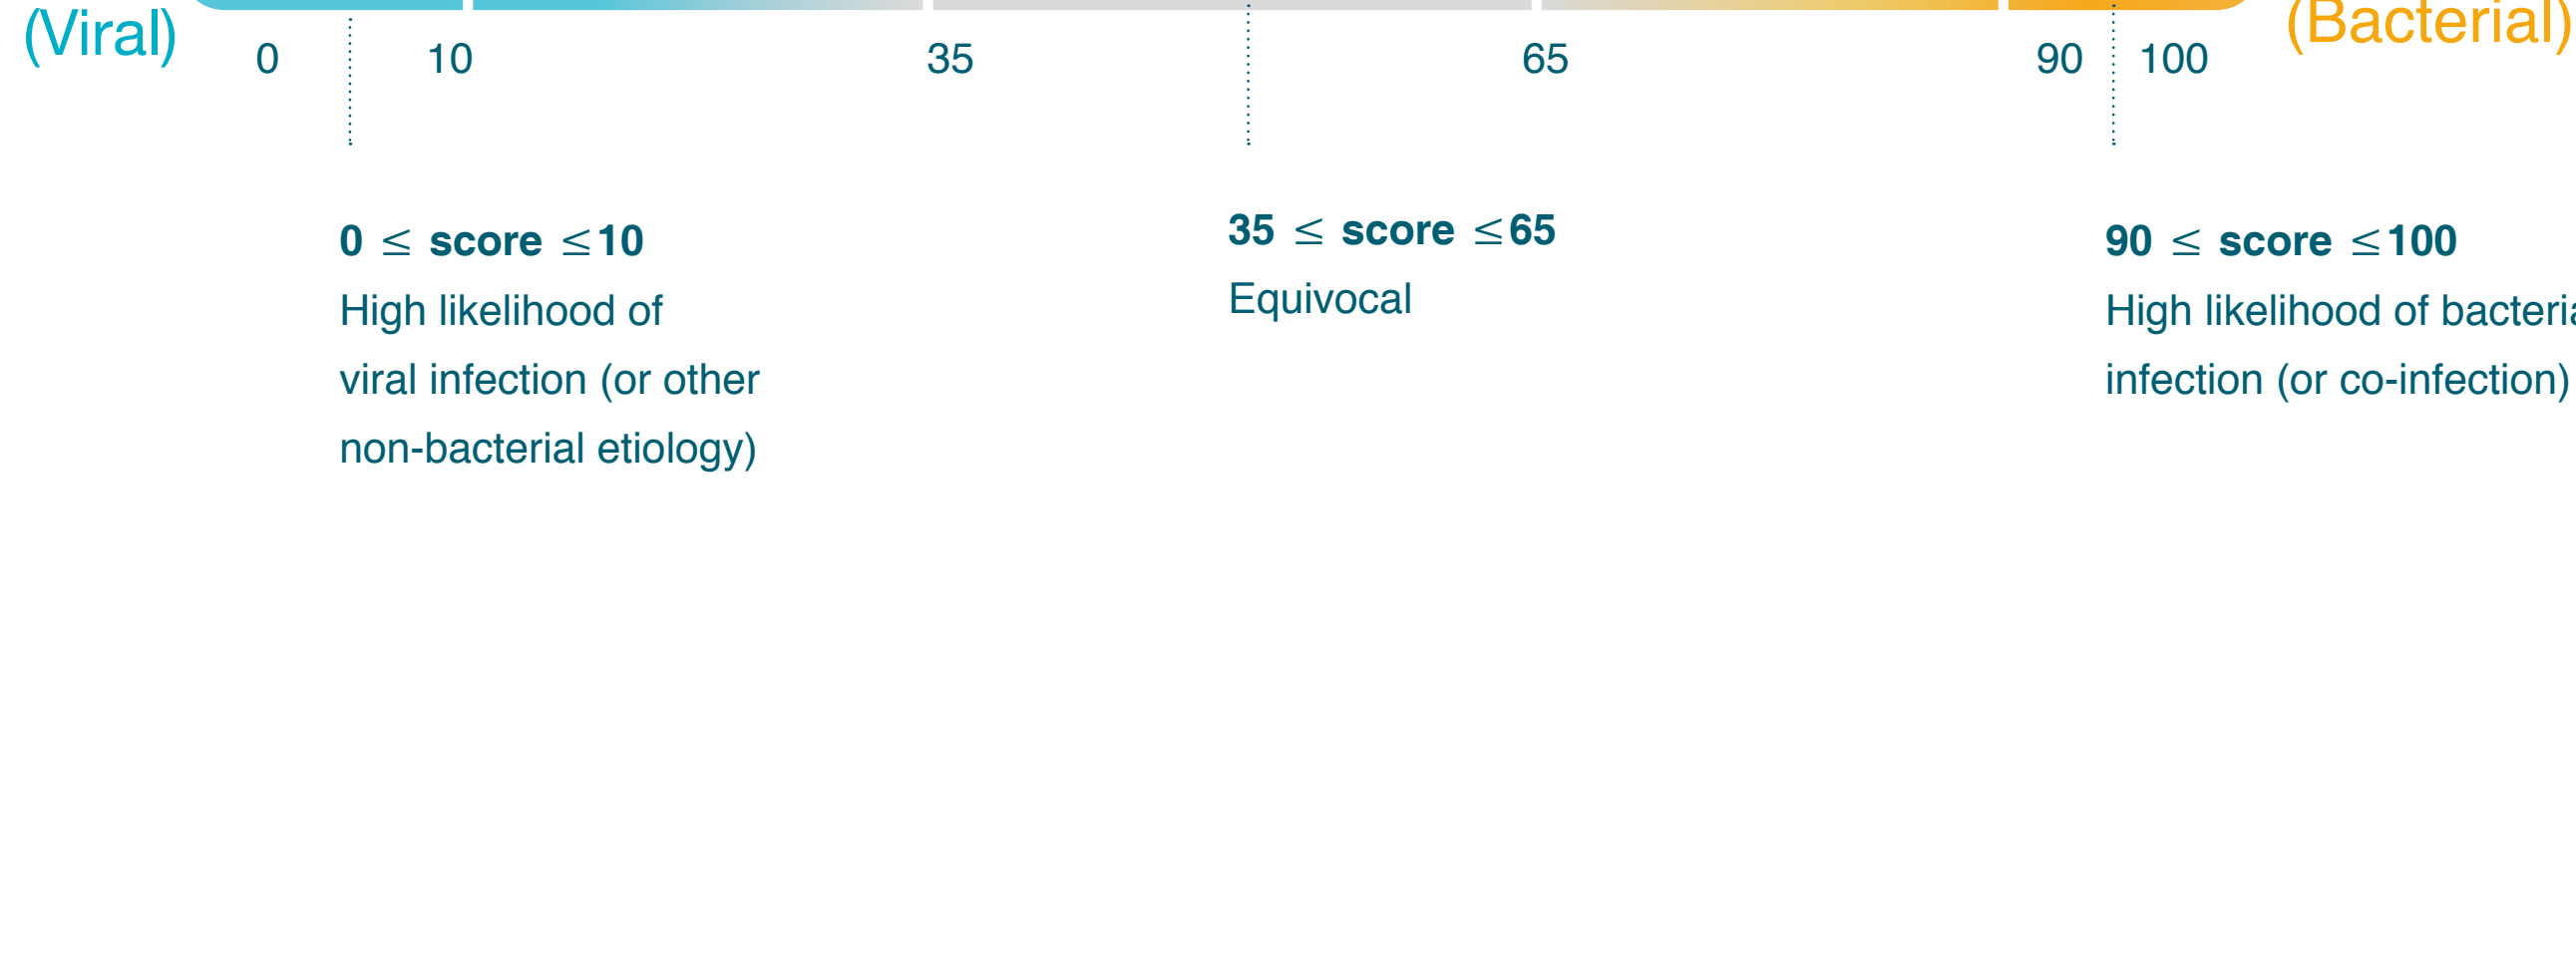 (Viral)
0 10 35 65 90 100
(Bacterial)
0 ≤ score ≤10
High likelihood of
viral infection (or other
non-bacterial etiology)
35 ≤ score ≤65
Equivocal
90 ≤ score ≤100
High likelihood of bacteria
infection (or co-infection)